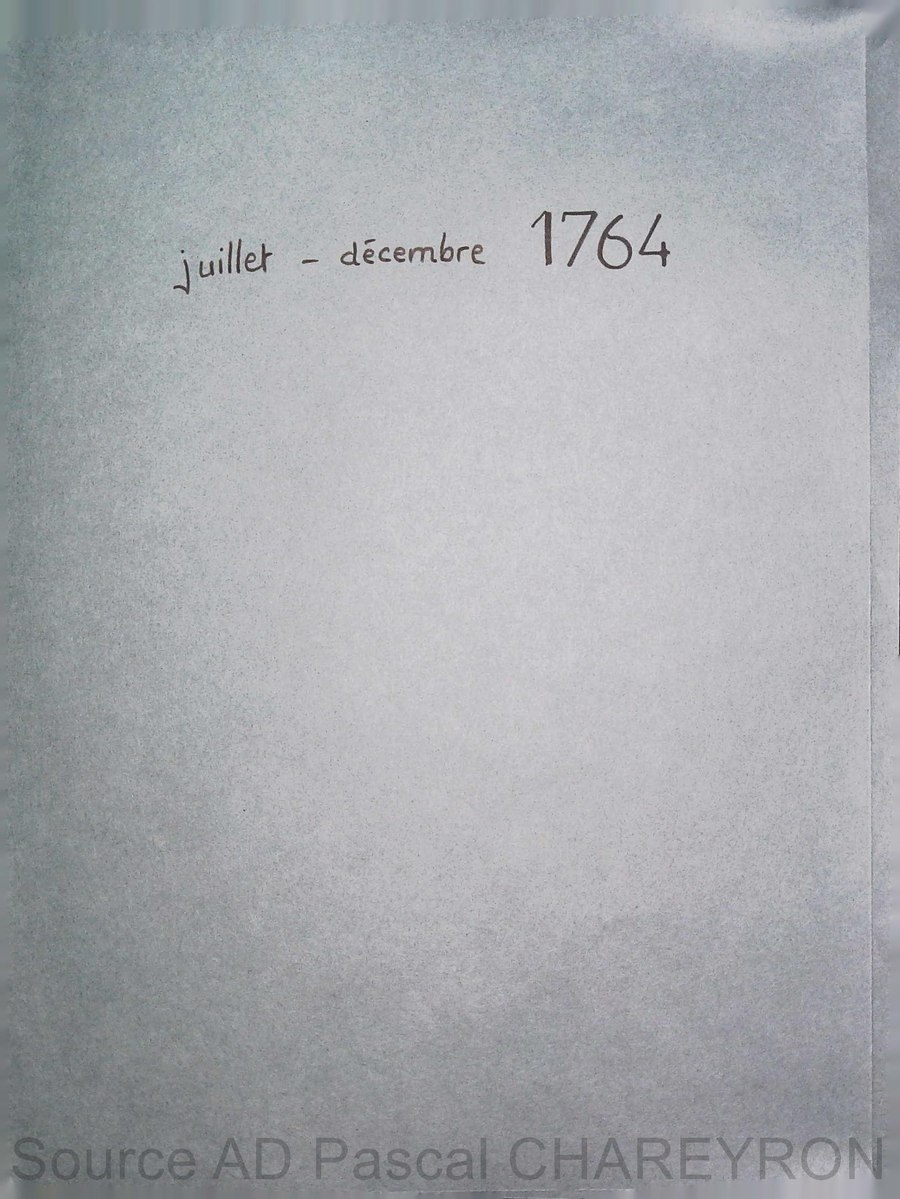 juillet - décembre 1764
Source AD Pascal CHAREYRON